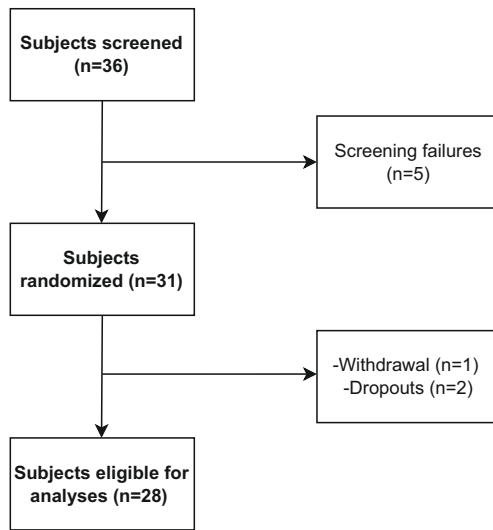 Subjects screened
(n=36)
Screening failures
(n=5)
Subjects
randomized (n=31)
-Withdrawal (n=1)
-Dropouts (n=2)
Subjects eligible for
analyses (n=28)